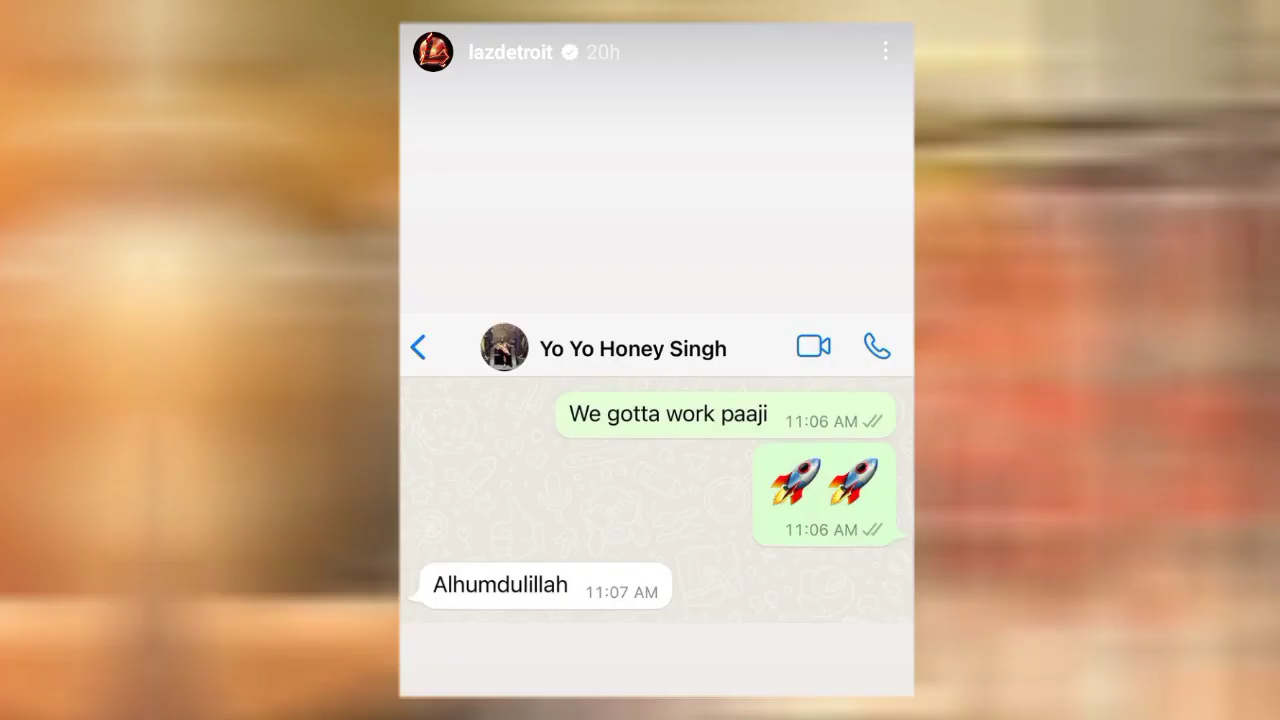 lazdetroit 20h
Yo Yo Honey Singh
We gotta work paaji 11:06 AM
11:06 AM
Alhumdulillah 11:07 AM